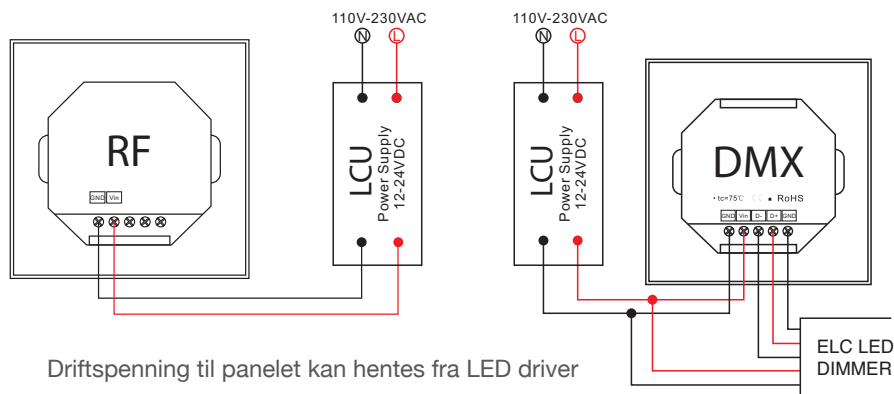 110V-230VAC
N L
RF
GND Vin
LCU
Power Supply
12-24VDC
110V-230VAC
N L
LCU
Power Supply
12-24VDC
DMX
• tc=75℃ CE • RoHS
GND Vin D- D+ GND
ELC LED
DIMMER
Driftspenning til panelet kan hentes fra LED driver